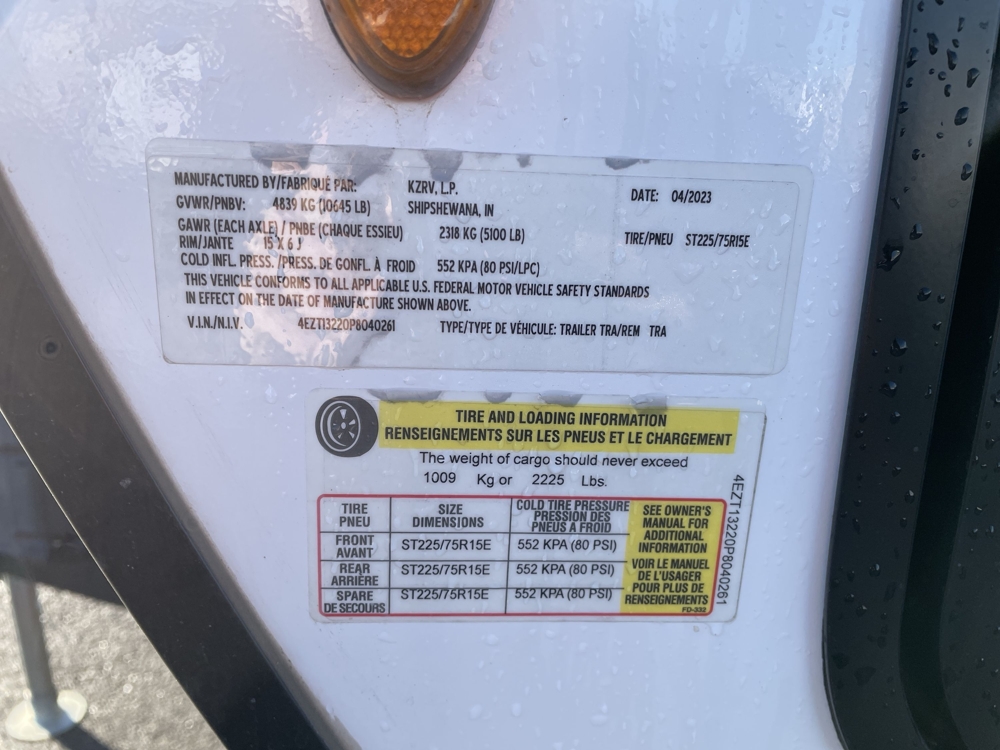 MANUFACTURED BY/FABRIQUÉ PAR: KZRV, L.P. DATE: 04/2023
GVWR/PNBV: 4839 KG (10645 LB) SHIPSHEWANA, IN
GAWR (EACH AXLE) / PNBE (CHAQUE ESSIEU) 2318 KG (5100 LB) TIRE/PNEU ST225/75R15E
RIM/JANTE 15 X 6 J
COLD INFL. PRESS. /PRESS. DE GONFL. À FROID 552 KPA (80 PSI/LPC)
THIS VEHICLE CONFORMS TO ALL APPLICABLE U.S. FEDERAL MOTOR VEHICLE SAFETY STANDARDS
IN EFFECT ON THE DATE OF MANUFACTURE SHOWN ABOVE.
V.I.N./N.I.V. 4EZT13220P8040261 TYPE/TYPE DE VÉHICULE: TRAILER TRA/REM TRA
TIRE AND LOADING INFORMATION
RENSEIGNEMENTS SUR LES PNEUS ET LE CHARGEMENT
The weight of cargo should never exceed
1009 Kg or 2225 Lbs.
TIRE
PNEU
SIZE
DIMENSIONS
COLD TIRE PRESSURE
PRESSION DES
PNEUS A FROID
FRONT
AVANT
ST225/75R15E
552 KPA (80 PSI)
REAR
ARRIÈRE
ST225/75R15E
552 KPA (80 PSI)
SPARE
DE SECOURS
ST225/75R15E
552 KPA (80 PSI)
SEE OWNER'S
MANUAL FOR
ADDITIONAL
INFORMATION
VOIR LE MANUEL
DE L'USAGER
POUR PLUS DE
RENSEIGNEMENTS
FD-332
4EZT13220P8040261